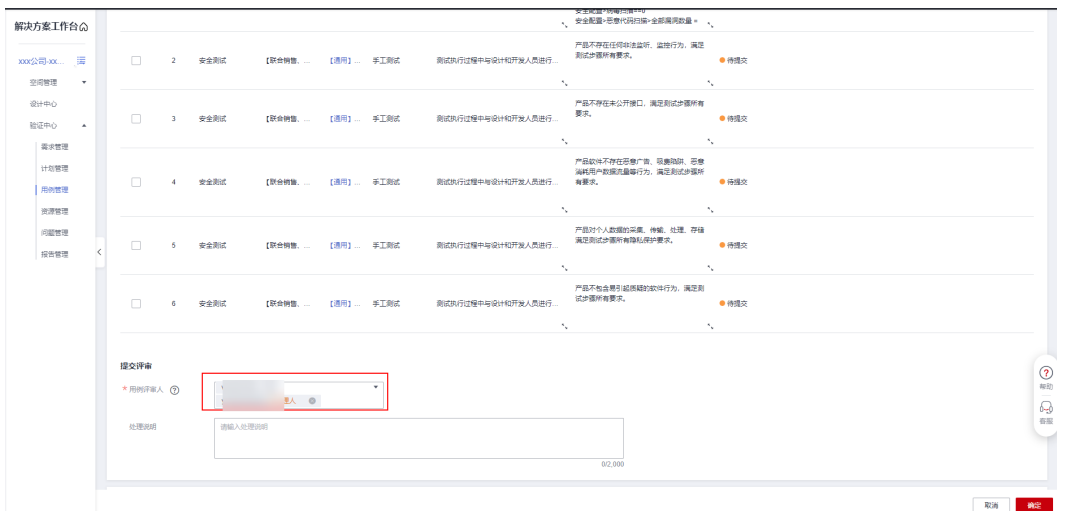 解决方案工作台
xxx公司-xx...
空间管理
设计中心
验证中心
需求管理
计划管理
用例管理
资源管理
问题管理
报告管理
安全配置>恶意代码扫描>全部漏洞数量 =
2 安全测试 【联合销售、... 【通用】... 手工测试 测试执行过程中与设计和开发人员进行... 产品不存在任何非法监听、监控行为，满足
测试步骤所有要求。 待提交
3 安全测试 【联合销售、... 【通用】... 手工测试 测试执行过程中与设计和开发人员进行... 产品不存在未公开接口，满足测试步骤所有
要求。 待提交
4 安全测试 【联合销售、... 【通用】... 手工测试 测试执行过程中与设计和开发人员进行... 产品软件不存在恶意广告、吸费陷阱、恶意
消耗用户数据流量等行为，满足测试步骤所
有要求。 待提交
5 安全测试 【联合销售、... 【通用】... 手工测试 测试执行过程中与设计和开发人员进行... 产品对个人数据的采集、传输、处理、存储
满足测试步骤所有隐私保护要求。 待提交
6 安全测试 【联合销售、... 【通用】... 手工测试 测试执行过程中与设计和开发人员进行... 产品不包含易引起质疑的软件行为，满足测
试步骤所有要求。 待提交
提交评审
* 用例评审人
理人
处理说明
请输入处理说明
0/2,000
帮助
客服
取消
确定